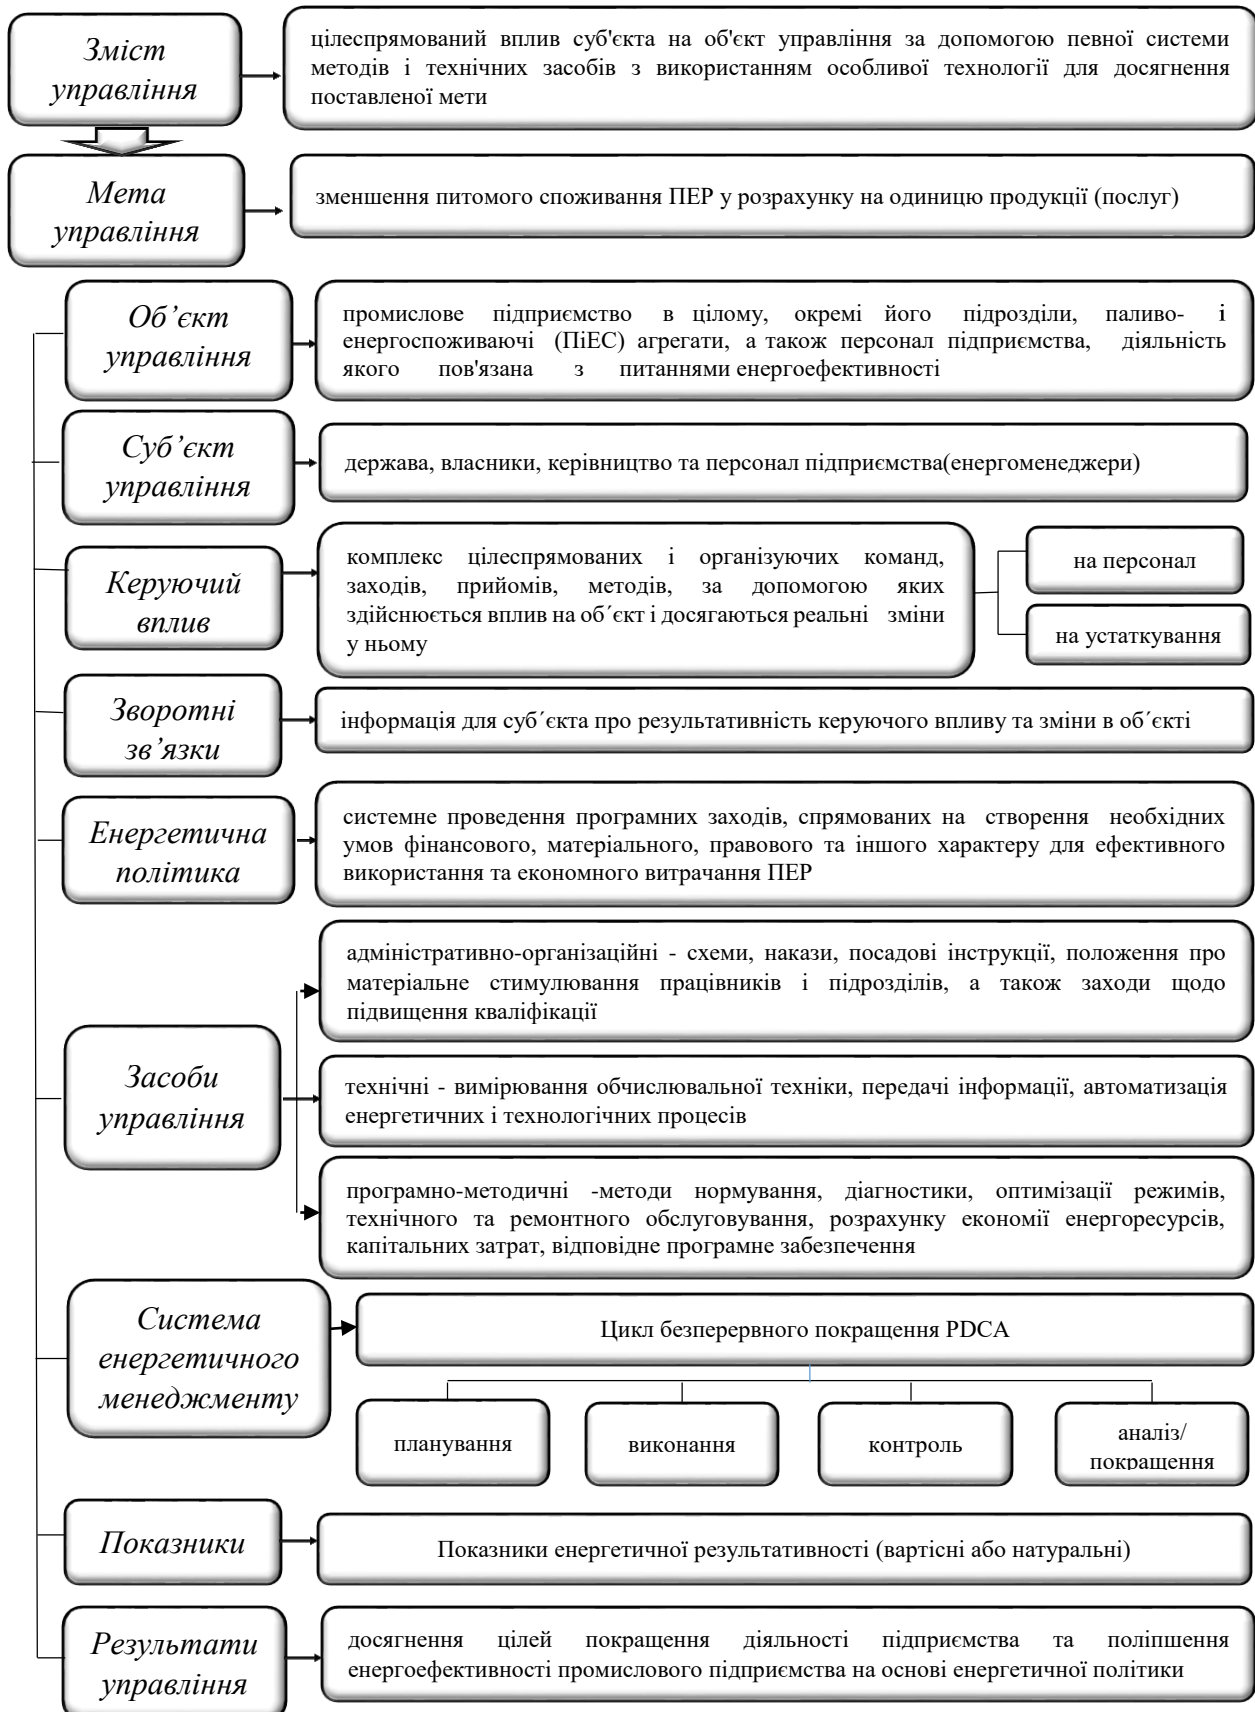 Зміст
управління
цілеспрямований вплив суб'єкта на об'єкт управління за допомогою певної системи
методів і технічних засобів з використанням особливої технології для досягнення
поставленої мети
Мета
управління
зменшення питомого споживання ПЕР у розрахунку на одиницю продукції (послуг)
Об’єкт
управління
промислове підприємство в цілому, окремі його підрозділи, паливо- і
енергоспоживаючі (ПіЕС) агрегати, а також персонал підприємства, діяльність
якого пов'язана з питаннями енергоефективності
Суб’єкт
управління
держава, власники, керівництво та персонал підприємства(енергоменеджери)
Керуючий
вплив
комплекс цілеспрямованих і організуючих команд,
заходів, прийомів, методів, за допомогою яких
здійснюється вплив на об´єкт і досягаються реальні зміни
у ньому
на персонал
на устаткування
Зворотні
зв’язки
інформація для суб´єкта про результативність керуючого впливу та зміни в об´єкті
Енергетична
політика
системне проведення програмних заходів, спрямованих на створення необхідних
умов фінансового, матеріального, правового та іншого характеру для ефективного
використання та економного витрачання ПЕР
Засоби
управління
адміністративно-організаційні - схеми, накази, посадові інструкції, положення про
матеріальне стимулювання працівників і підрозділів, а також заходи щодо
підвищення кваліфікації
технічні - вимірювання обчислювальної техніки, передачі інформації, автоматизація
енергетичних і технологічних процесів
програмно-методичні -методи нормування, діагностики, оптимізації режимів,
технічного та ремонтного обслуговування, розрахунку економії енергоресурсів,
капітальних затрат, відповідне програмне забезпечення
Система
енергетичного
менеджменту
Цикл безперервного покращення PDCA
планування
виконання
контроль
аналіз/
покращення
Показники
Показники енергетичної результативності (вартісні або натуральні)
Результати
управління
досягнення цілей покращення діяльності підприємства та поліпшення
енергоефективності промислового підприємства на основі енергетичної політики